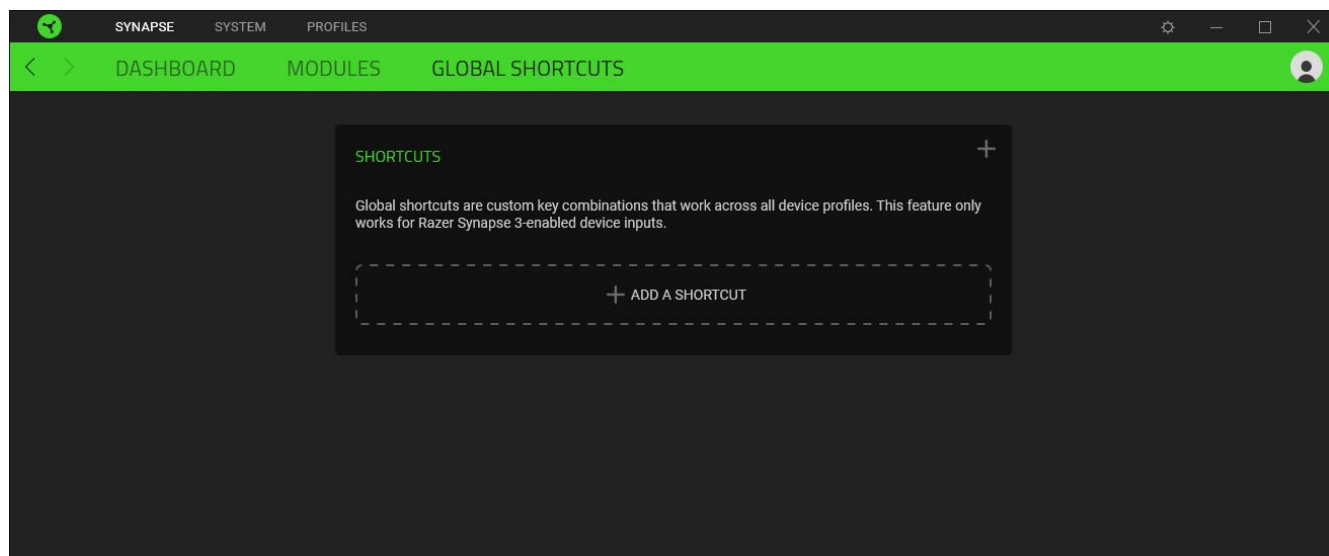 SYNAPSE SYSTEM PROFILES
DASHBOARD MODULES GLOBAL SHORTCUTS
SHORTCUTS
Global shortcuts are custom key combinations that work across all device profiles. This feature only
works for Razer Synapse 3-enabled device inputs.
ADD A SHORTCUT